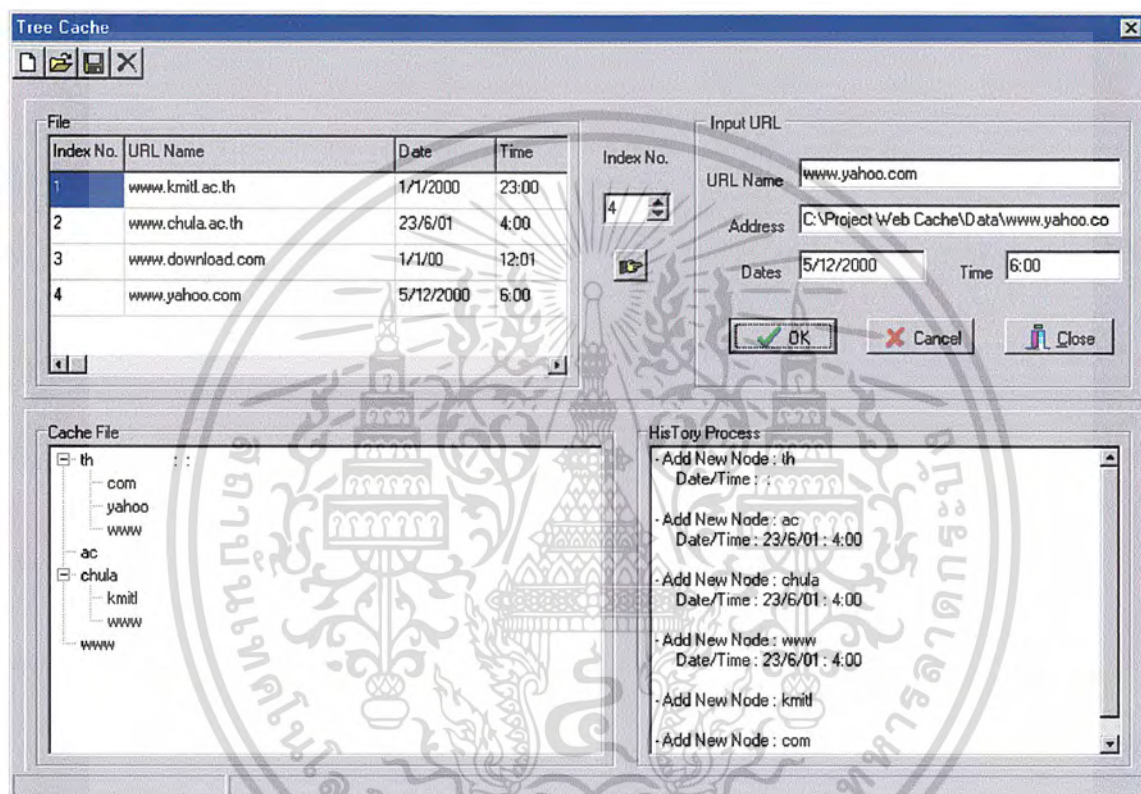 Tree Cache
File
Index No. URL Name Date Time
1 www.kmitl.ac.th 1/1/2000 23:00
2 www.chula.ac.th 23/6/01 4:00
3 www.download.com 1/1/00 12:01
4 www.yahoo.com 5/12/2000 6:00
Index No.
4
Input URL
URL Name www.yahoo.com
Address C:\Project Web Cache\Data\www.yahoo.co
Dates 5/12/2000 Time 6:00
OK Cancel Close
Cache File
th : :
com
yahoo
www
ac
chula
kmitl
www
www
HisTory Process
- Add New Node : th
Date/Time : :
- Add New Node : ac
Date/Time : 23/6/01 : 4:00
- Add New Node : chula
Date/Time : 23/6/01 : 4:00
- Add New Node : www
Date/Time : 23/6/01 : 4:00
- Add New Node : kmitl
- Add New Node : com